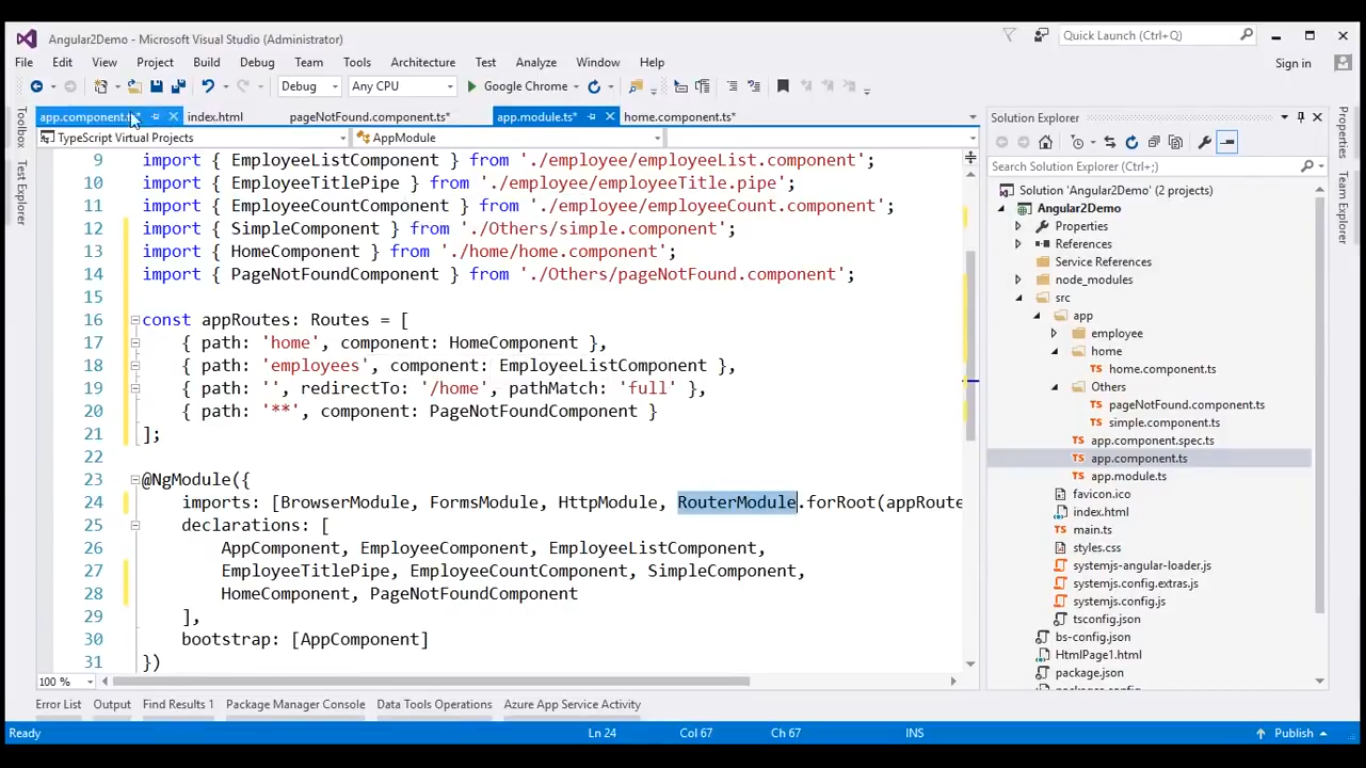 Angular2Demo - Microsoft Visual Studio (Administrator)
Quick Launch (Ctrl+Q)
File Edit View Project Build Debug Team Tools Architecture Test Analyze Window Help
Sign in
Debug Any CPU Google Chrome
app.component.t index.html pageNotFound.component.ts* app.module.ts* home.component.ts*
TypeScript Virtual Projects AppModule
9 import { EmployeeListComponent } from './employee/employeeList.component';
10 import { EmployeeTitlePipe } from './employee/employeeTitle.pipe';
11 import { EmployeeCountComponent } from './employee/employeeCount.component';
12 import { SimpleComponent } from './Others/simple.component';
13 import { HomeComponent } from './home/home.component';
14 import { PageNotFoundComponent } from './Others/pageNotFound.component';
15
16 const appRoutes: Routes = [
17 { path: 'home', component: HomeComponent },
18 { path: 'employees', component: EmployeeListComponent },
19 { path: '', redirectTo: '/home', pathMatch: 'full' },
20 { path: '**', component: PageNotFoundComponent }
21 ];
22
23 @NgModule({
24 imports: [BrowserModule, FormsModule, HttpModule, RouterModule.forRoot(appRoute
25 declarations: [
26 AppComponent, EmployeeComponent, EmployeeListComponent,
27 EmployeeTitlePipe, EmployeeCountComponent, SimpleComponent,
28 HomeComponent, PageNotFoundComponent
29 ],
30 bootstrap: [AppComponent]
31 })
100 %
Toolbox
Test Explorer
Solution Explorer
Search Solution Explorer (Ctrl+;)
Solution 'Angular2Demo' (2 projects)
Angular2Demo
Properties
References
Service References
node_modules
src
app
employee
home
home.component.ts
Others
TS pageNotFound.component.ts
TS simple.component.ts
TS app.component.spec.ts
TS app.component.ts
TS app.module.ts
favicon.ico
index.html
TS main.ts
styles.css
systemjs-angular-loader.js
systemjs.config.extras.js
systemjs.config.js
tsconfig.json
bs-config.json
HtmlPage1.html
package.json
Properties
Team Explorer
Error List Output Find Results 1 Package Manager Console Data Tools Operations Azure App Service Activity
Ready Ln 24 Col 67 Ch 67 INS Publish